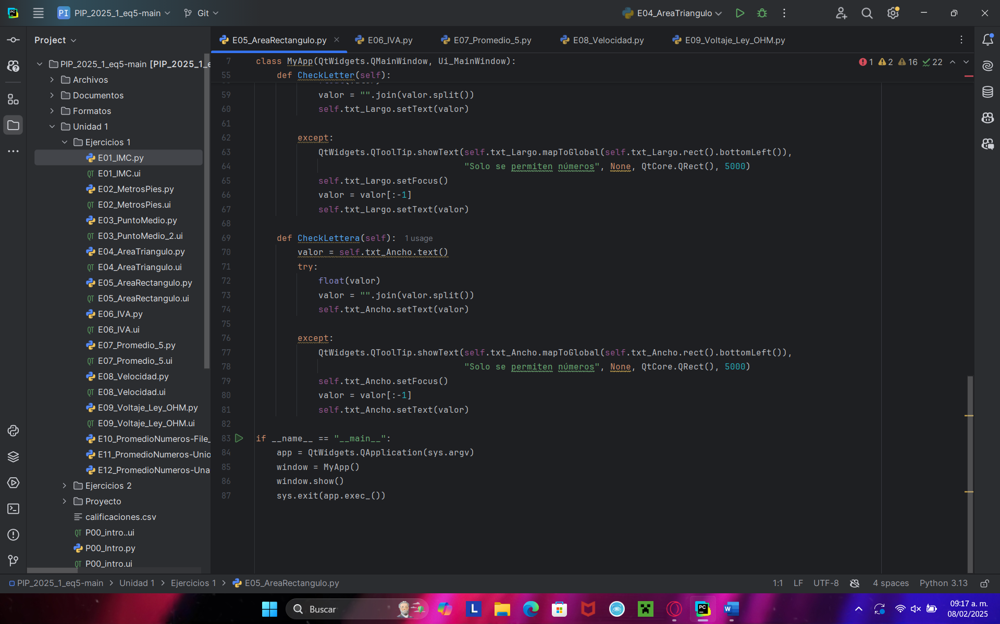 PI PIP_2025_1_eq5-main Git E04_AreaTriangulo
Project
E05_AreaRectangulo.py E06_IVA.py E07_Promedio_5.py E08_Velocidad.py E09_Voltaje_Ley_OHM.py
PIP_2025_1_eq5-main [PIP_2025_1_e
Archivos
Documentos
Formatos
Unidad 1
Ejercicios 1
E01_IMC.py
QT E01_IMC.ui
E02_MetrosPies.py
QT E02_MetrosPies.ui
E03_PuntoMedio.py
QT E03_PuntoMedio_2.ui
E04_AreaTriangulo.py
QT E04_AreaTriangulo.ui
E05_AreaRectangulo.py
QT E05_AreaRectangulo.ui
E06_IVA.py
QT E06_IVA.ui
E07_Promedio_5.py
QT E07_Promedio_5.ui
E08_Velocidad.py
QT E08_Velocidad.ui
E09_Voltaje_Ley_OHM.py
QT E09_Voltaje_Ley_OHM.ui
E10_PromedioNumeros-File_
E11_PromedioNumeros-Unio
E12_PromedioNumeros-Una
Ejercicios 2
Proyecto
calificaciones.csv
QT P00_intro..ui
P00_Intro.py
QT P00_intro.ui
7 class MyApp(QtWidgets.QMainWindow, Ui_MainWindow): 1 2 16 22
55 def CheckLetter(self):
59 valor = "".join(valor.split())
60 self.txt_Largo.setText(valor)
61
62 except:
63 QtWidgets.QToolTip.showText(self.txt_Largo.mapToGlobal(self.txt_Largo.rect().bottomLeft()),
64 "Solo se permiten números", None, QtCore.QRect(), 5000)
65 self.txt_Largo.setFocus()
66 valor = valor[:-1]
67 self.txt_Largo.setText(valor)
68
69 def CheckLettera(self): 1 usage
70 valor = self.txt_Ancho.text()
71 try:
72 float(valor)
73 valor = "".join(valor.split())
74 self.txt_Ancho.setText(valor)
75
76 except:
77 QtWidgets.QToolTip.showText(self.txt_Ancho.mapToGlobal(self.txt_Ancho.rect().bottomLeft()),
78 "Solo se permiten números", None, QtCore.QRect(), 5000)
79 self.txt_Ancho.setFocus()
80 valor = valor[:-1]
81 self.txt_Ancho.setText(valor)
82
83 if __name__ == "__main__":
84 app = QtWidgets.QApplication(sys.argv)
85 window = MyApp()
86 window.show()
87 sys.exit(app.exec_())
PIP_2025_1_eq5-main > Unidad 1 > Ejercicios 1 > E05_AreaRectangulo.py 1:1 LF UTF-8 4 spaces Python 3.13
Buscar
09:17 a. m.
08/02/2025